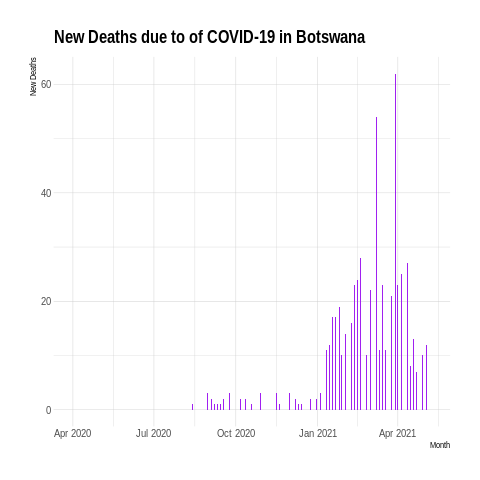 New Deaths due to of COVID-19 in Botswana
New Deaths
60
40
20
0
Apr 2020 Jul 2020 Oct 2020 Jan 2021 Apr 2021
Month